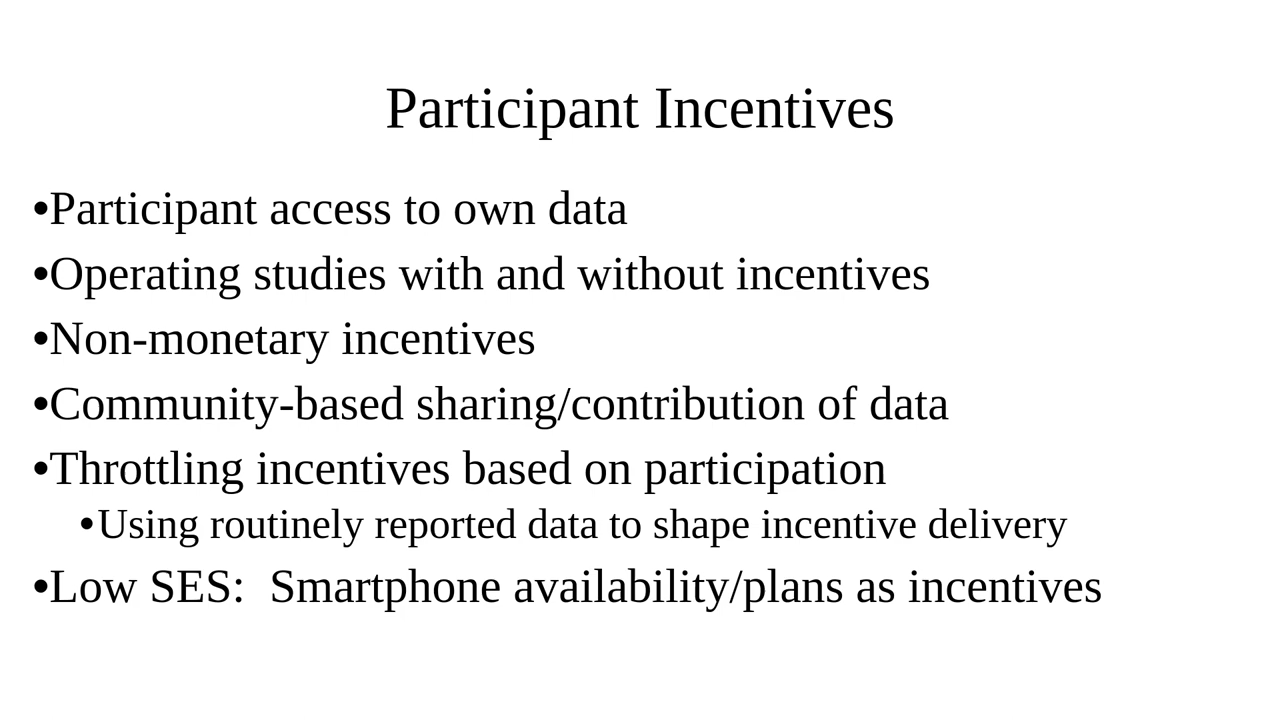 Participant Incentives
•Participant access to own data
•Operating studies with and without incentives
•Non-monetary incentives
•Community-based sharing/contribution of data
•Throttling incentives based on participation
•Using routinely reported data to shape incentive delivery
•Low SES:  Smartphone availability/plans as incentives